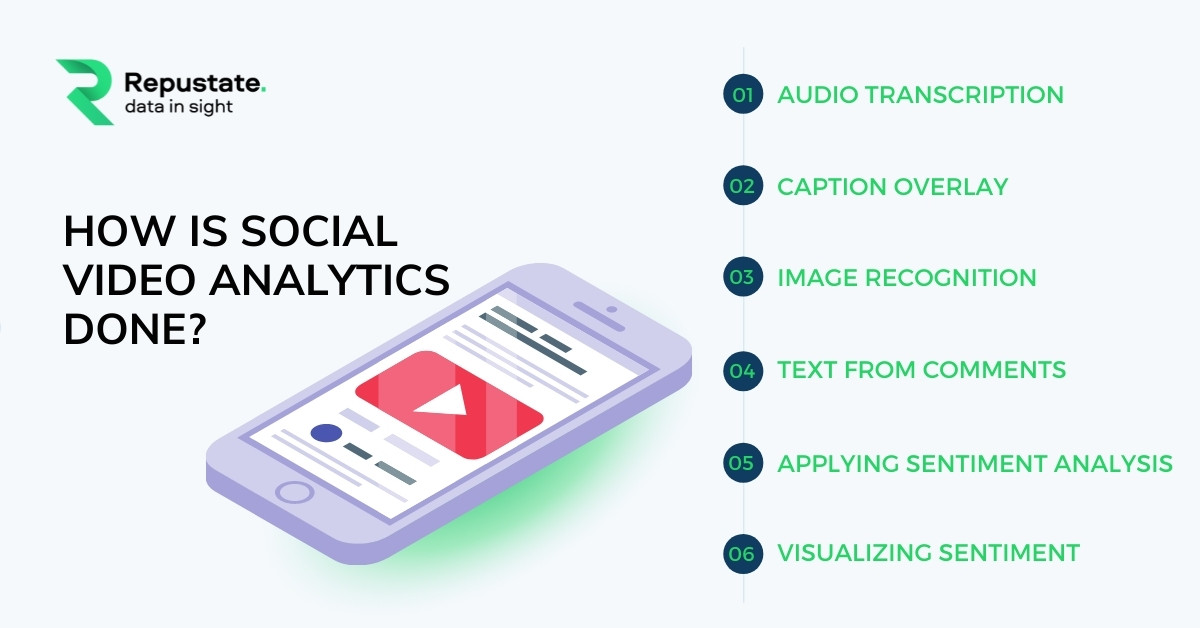 Repustate.
data in sight
HOW IS SOCIAL
VIDEO ANALYTICS
DONE?
01 AUDIO TRANSCRIPTION
02 CAPTION OVERLAY
03 IMAGE RECOGNITION
04 TEXT FROM COMMENTS
05 APPLYING SENTIMENT ANALYSIS
06 VISUALIZING SENTIMENT